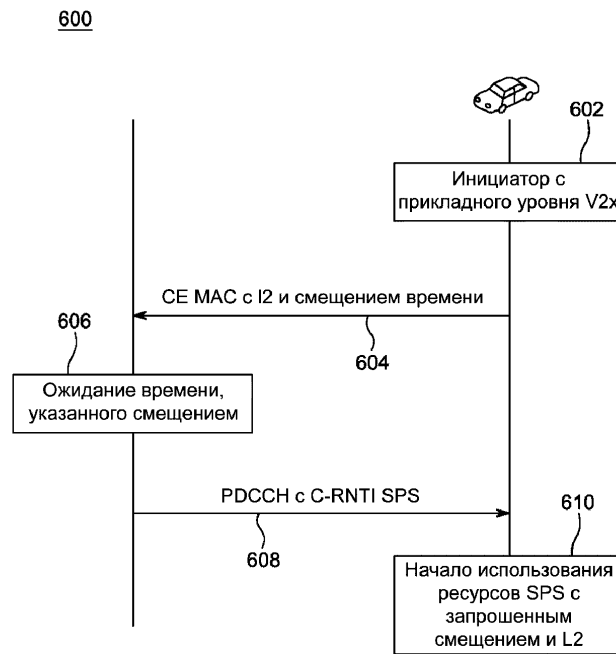 600
602
Инициатор с
прикладного уровня V2x
CE MAC с I2 и смещением времени
604
606
Ожидание времени,
указанного смещением
PDCCH с C-RNTI SPS
608
610
Начало использования
ресурсов SPS с
запрошенным
смещением и L2